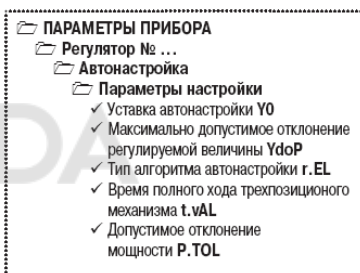 ПАРАМЕТРЫ ПРИБОРА
Регулятор № ...
Автонастройка
Параметры настройки
✓ Уставка автонастройки Y0
✓ Максимально допустимое отклонение
регулируемой величины YdoP
✓ Тип алгоритма автонастройки r.EL
✓ Время полного хода трехпозиционого
механизма t.vAL
✓ Допустимое отклонение
мощности P.TOL
DA